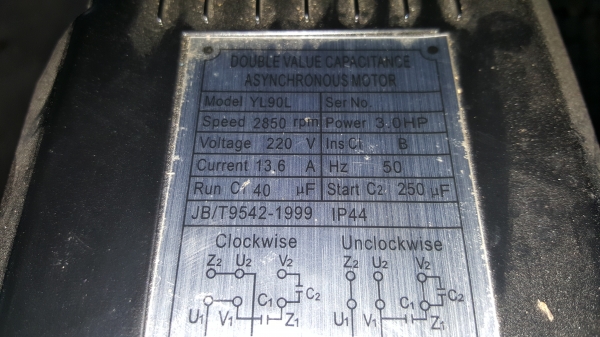 DOUBLE VALUE CAPACITANCE
ASYNCHRONOUS MOTOR
Model YL90L Ser No.
Speed 2850 rpm Power 3.0HP
Voltage 220 V Ins Cl B
Current 13.6 A Hz 50
Run C1 40 μF Start C2 250 μF
JB/T9542-1999 IP44
Clockwise Unclockwise
Z2 U2 V2 Z2 U2 V2
C2 C2
U1 V1 C1 Z1 U1 V1 C1 Z1